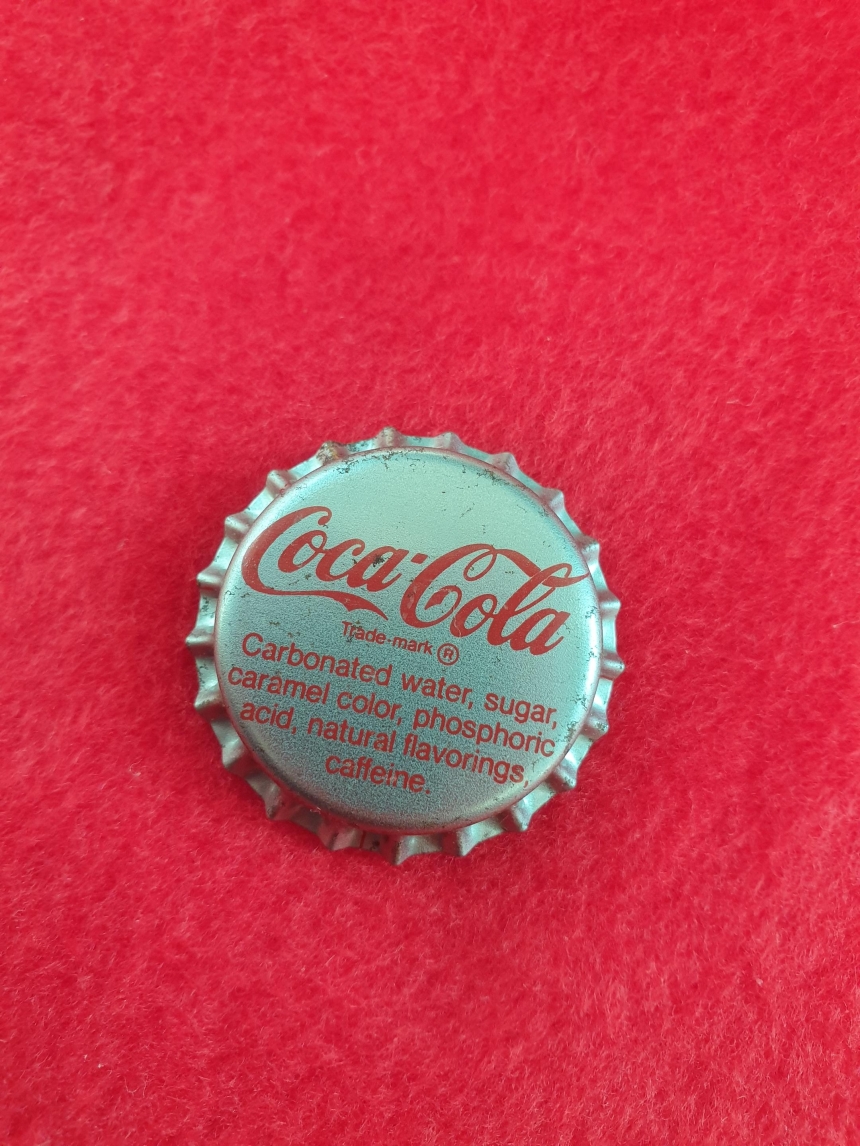 Coca-Cola
Trade-mark ®
Carbonated water, sugar,
caramel color, phosphoric
acid, natural flavorings,
caffeine.